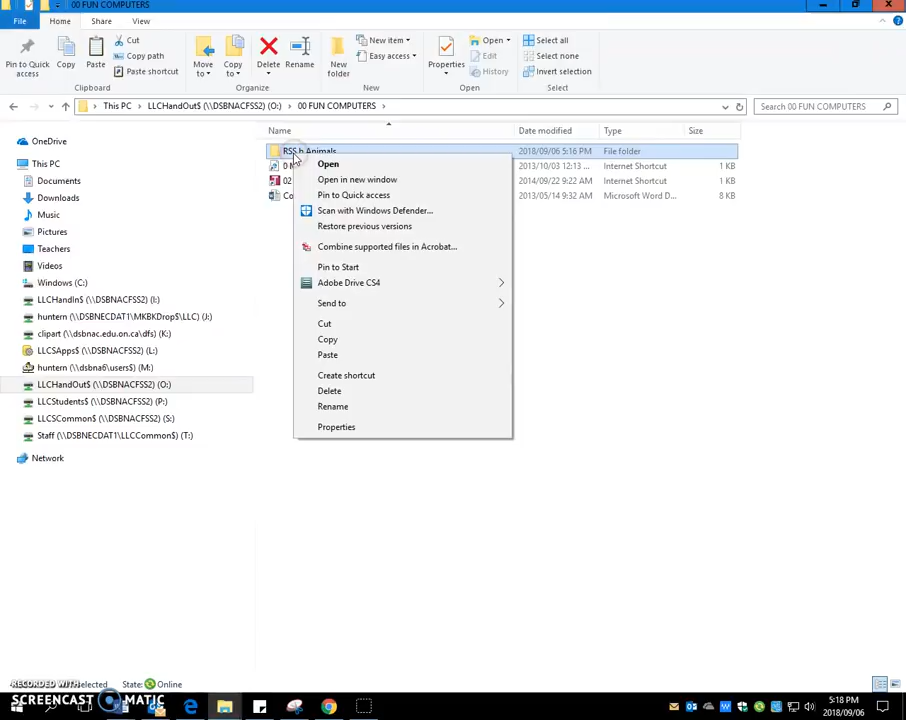 00 FUN COMPUTERS
File Home Share View
Pin to Quick access
Copy
Paste
Cut
Copy path
Paste shortcut
Clipboard
Move to
Copy to
Delete
Rename
Organize
New folder
New item
Easy access
New
Properties
Open
Edit
History
Open
Select all
Select none
Invert selection
Select
This PC > LLCHandOut$ (\\DSBNACFSS2) (O:) > 00 FUN COMPUTERS >
Search 00 FUN COMPUTERS
Name Date modified Type Size
RSS b Animals 2018/09/06 5:16 PM File folder
0 2013/10/03 12:13 ... Internet Shortcut 1 KB
02 2014/09/22 9:22 AM Internet Shortcut 1 KB
Co 2013/05/14 9:32 AM Microsoft Word D... 8 KB
OneDrive
This PC
Documents
Downloads
Music
Pictures
Teachers
Videos
Windows (C:)
LLCHandIn$ (\\DSBNACFSS2) (I:)
huntern (\\DSBNECDAT1\MKBKDrop$\LLC) (J:)
clipart (\\dsbnac.edu.on.ca\dfs) (K:)
LLCSApps$ (\\DSBNACFSS2) (L:)
huntern (\\dsbna6\users$) (M:)
LLCHandOut$ (\\DSBNACFSS2) (O:)
LLCStudents$ (\\DSBNACFSS2) (P:)
LLCSCommon$ (\\DSBNACFSS2) (S:)
Staff (\\DSBNECDAT1\LLCCommon$) (T:)
Network
Open
Open in new window
Pin to Quick access
Scan with Windows Defender...
Restore previous versions
Combine supported files in Acrobat...
Pin to Start
Adobe Drive CS4
Send to
Cut
Copy
Paste
Create shortcut
Delete
Rename
Properties
RECORDED WITH
selected State: Online
SCREENCAST MATIC
5:18 PM
2018/09/06